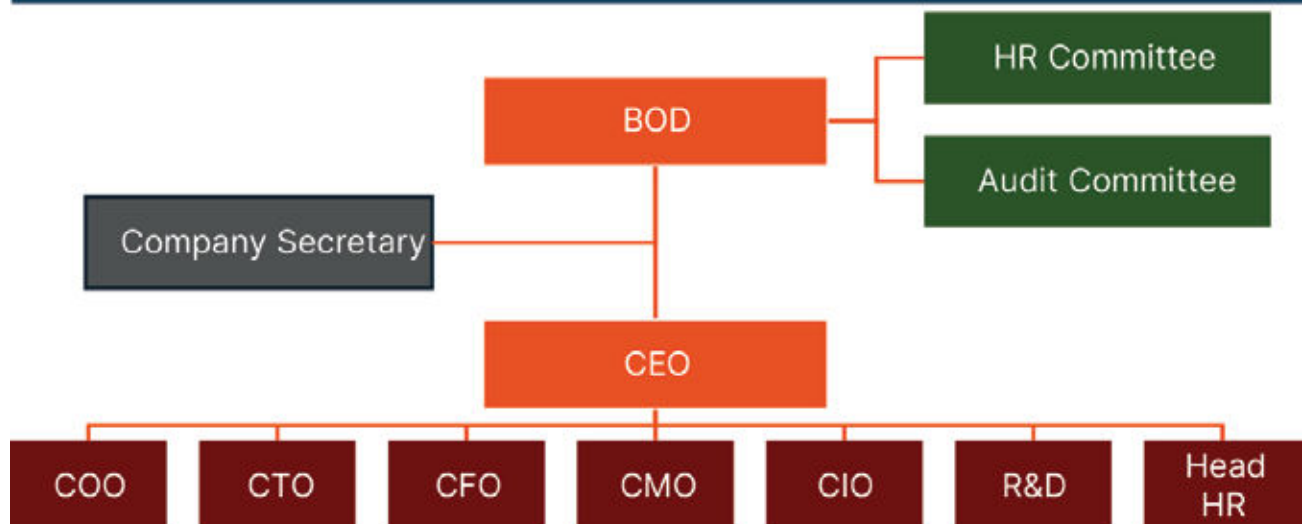 HR Committee
BOD
Audit Committee
Company Secretary
CEO
COO
CTO
CFO
CMO
CIO
R&D
Head
HR